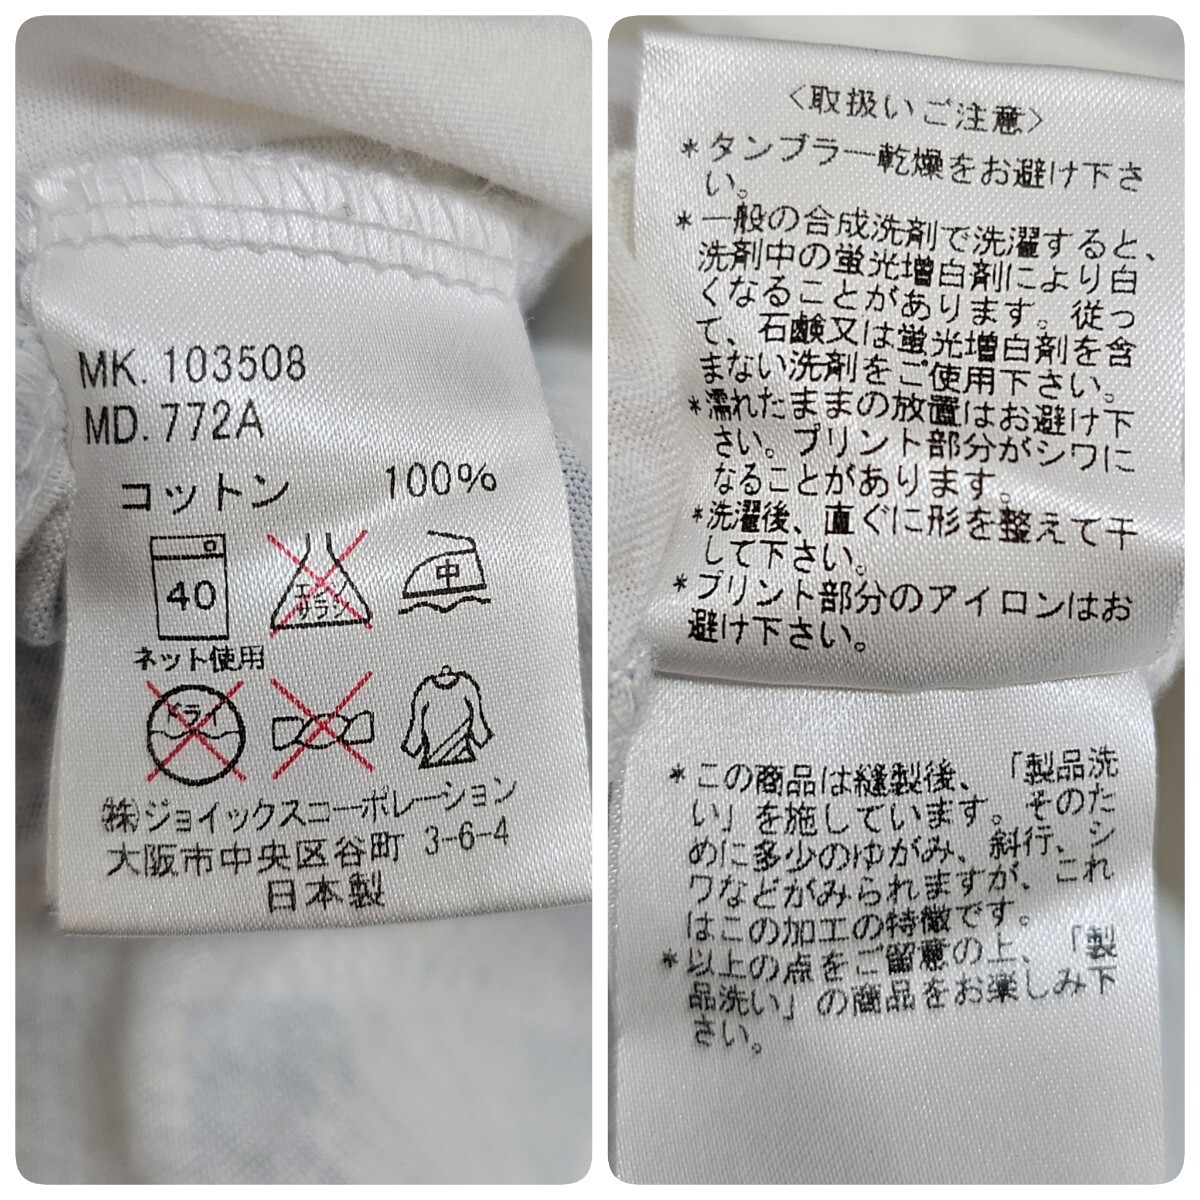 MK. 103508
MD. 772A
コットン 100%
40
エンソ
サラシ
中
ネット使用
ドライ
㈱ジョイックスコーポレーション
大阪市中央区谷町 3-6-4
日本製
<取扱いご注意>
*タンブラー乾燥をお避け下さ
い。
*一般の合成洗剤で洗濯すると、
洗剤中の蛍光増白剤により白
くなることがあります。従っ
て、石鹸又は蛍光増白剤を含
まない洗剤をご使用下さい。
*濡れたままの放置はお避け下
さい。プリント部分がシワに
なることがあります。
*洗濯後、直ぐに形を整えて干
して下さい。
*プリント部分のアイロンはお
避け下さい。
*この商品は縫製後、「製品洗
い」を施しています。そのた
めに多少のゆがみ、斜行、シ
ワなどがみられますが、これ
はこの加工の特徴です。
*以上の点をご留意の上、「製
品洗い」の商品をお楽しみ下
さい。